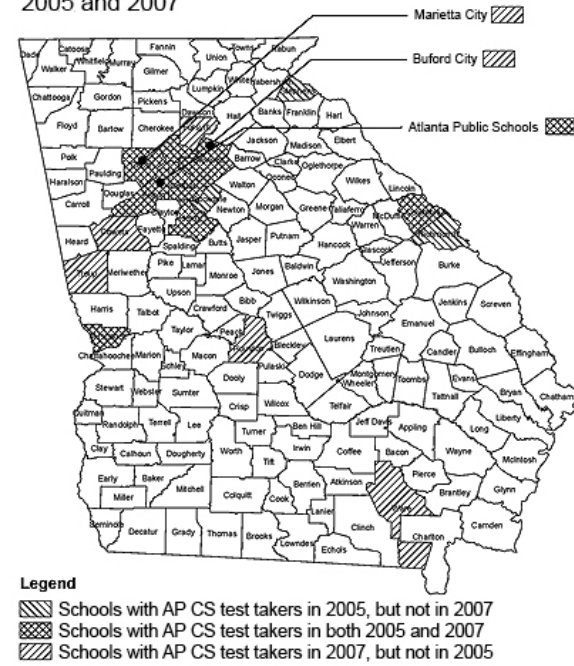 2005 and 2007
Marietta City
Buford City
Atlanta Public Schools
Dade
Catoosa
Fannin
Towns
Rabun
Walker
Whitfield
Murray
Union
Gilmer
White
Habersham
Lumpkin
Chattooga
Gordon
Pickens
Dawson
Banks
Franklin
Hart
Hall
Floyd
Bartow
Cherokee
Forsyth
Jackson
Madison
Elbert
Polk
Paulding
Barrow
Clarke
Oglethorpe
Oconee
Haralson
Douglas
Walton
Wilkes
Lincoln
Carroll
Clayton
Newton
Morgan
Greene
Taliaferro
McDuffie
Warren
Coweta
Fayette
Heard
Spalding
Butts
Jasper
Putnam
Hancock
Glascock
Richmond
Jefferson
Burke
Troup
Meriwether
Pike
Lamar
Monroe
Jones
Baldwin
Washington
Upson
Harris
Talbot
Crawford
Bibb
Twiggs
Wilkinson
Johnson
Jenkins
Screven
Emanuel
Taylor
Peach
Houston
Bleckley
Laurens
Treutlen
Candler
Bulloch
Effingham
Chattahoochee
Marion
Schley
Macon
Pulaski
Dodge
Montgomery
Wheeler
Toombs
Evans
Tattnall
Bryan
Chatham
Stewart
Webster
Sumter
Dooly
Crisp
Wilcox
Telfair
Quitman
Randolph
Terrell
Lee
Turner
Ben Hill
Jeff Davis
Appling
Long
Liberty
Clay
Calhoun
Dougherty
Worth
Irwin
Coffee
Bacon
Wayne
McIntosh
Tift
Early
Baker
Mitchell
Miller
Colquitt
Cook
Berrien
Atkinson
Pierce
Brantley
Glynn
Ware
Lanier
Seminole
Decatur
Grady
Thomas
Brooks
Lowndes
Echols
Clinch
Charlton
Camden
Legend
Schools with AP CS test takers in 2005, but not in 2007
Schools with AP CS test takers in both 2005 and 2007
Schools with AP CS test takers in 2007, but not in 2005